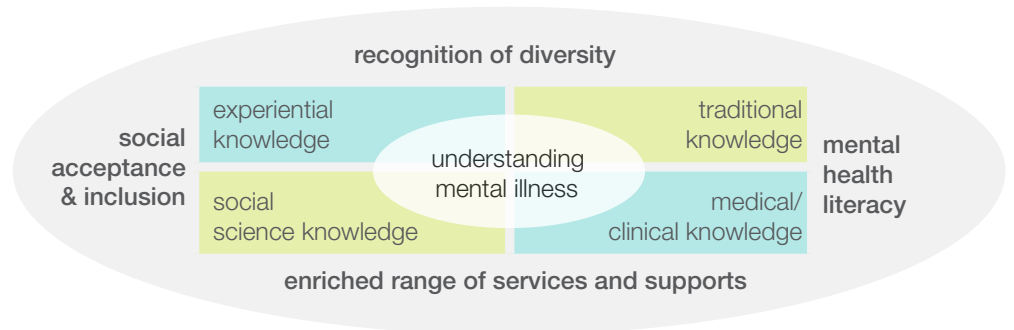 recognition of diversity
experiential
knowledge
traditional
knowledge
social
acceptance
& inclusion
understanding
mental illness
mental
health
literacy
social
science knowledge
medical/
clinical knowledge
enriched range of services and supports